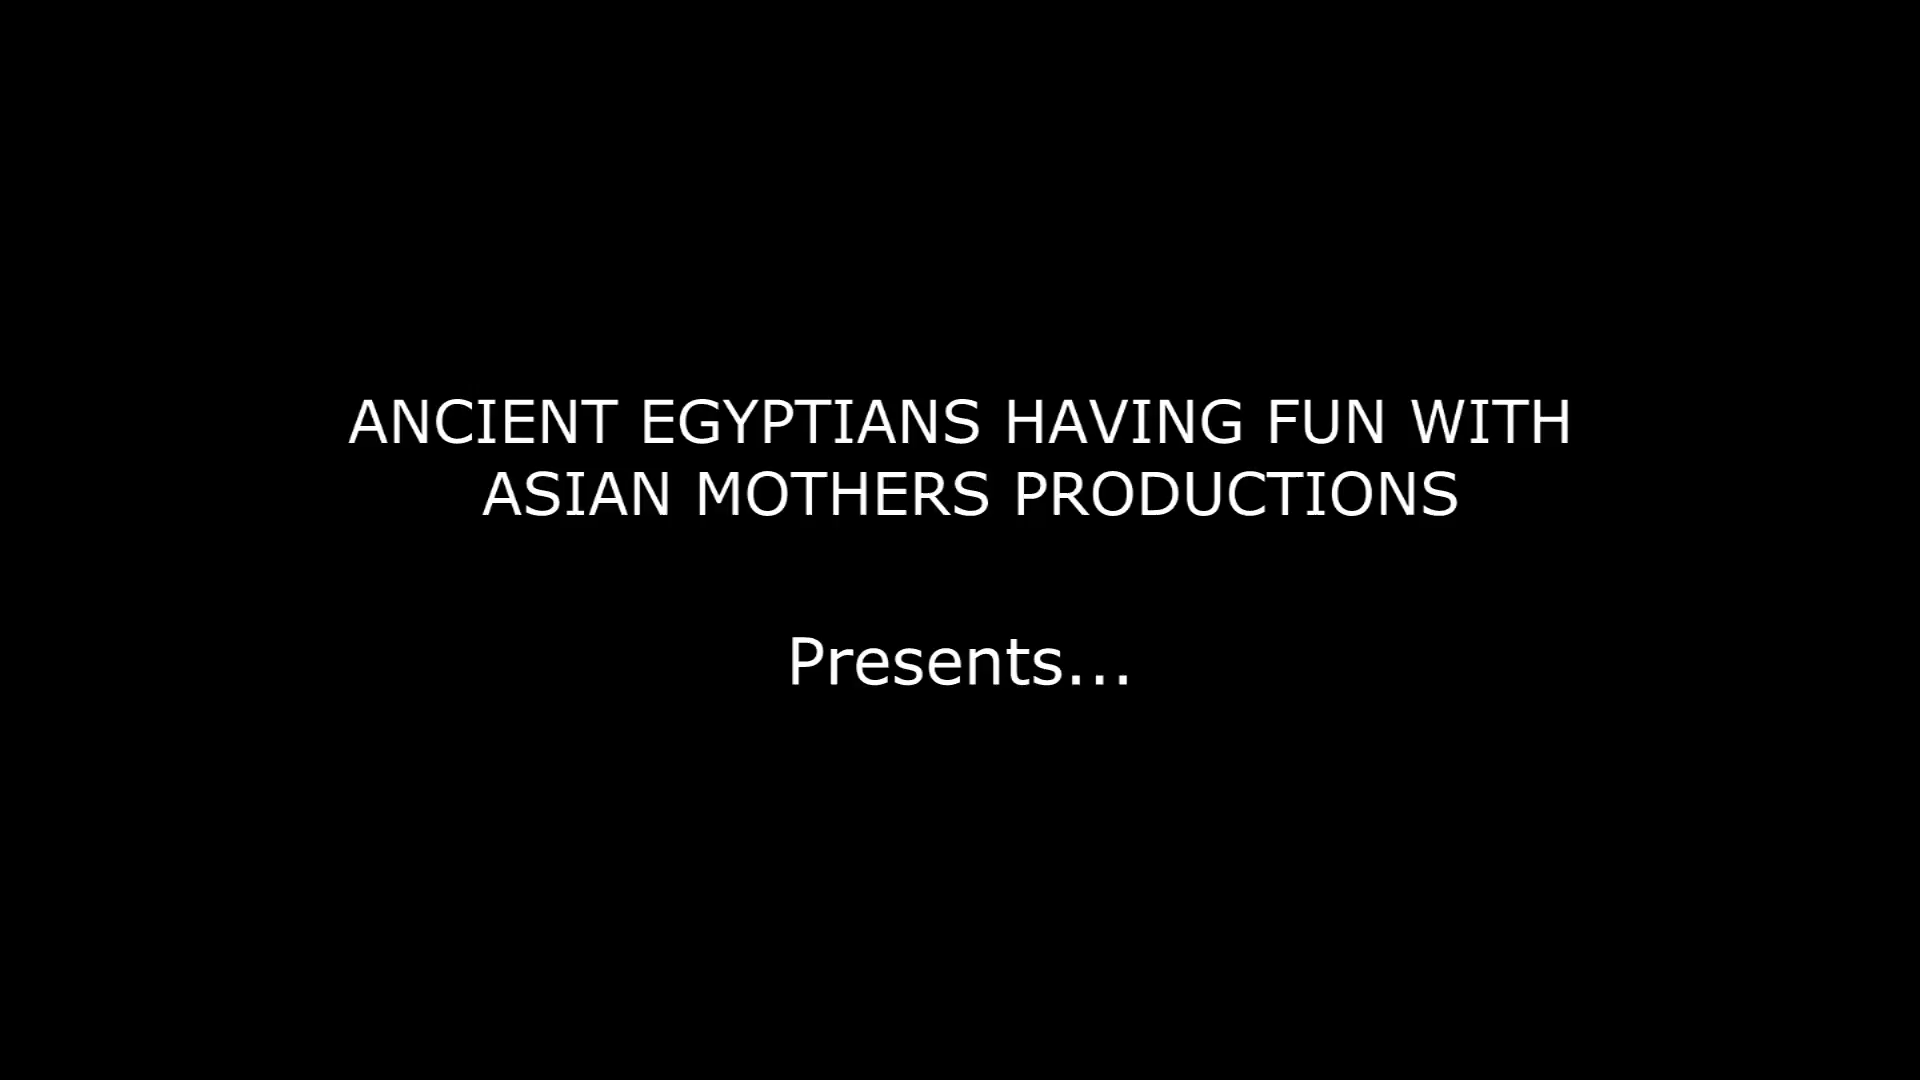 ANCIENT EGYPTIANS HAVING FUN WITH
ASIAN MOTHERS PRODUCTIONS
Presents...